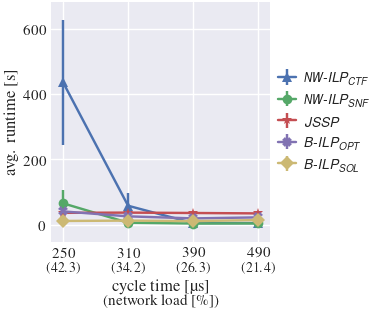 600
400
200
0
avg. runtime [s]
250 310 390 490
(42.3) (34.2) (26.3) (21.4)
cycle time [µs]
(network load [%])
NW-ILP_CTF
NW-ILP_SNF
JSSP
B-ILP_OPT
B-ILP_SOL